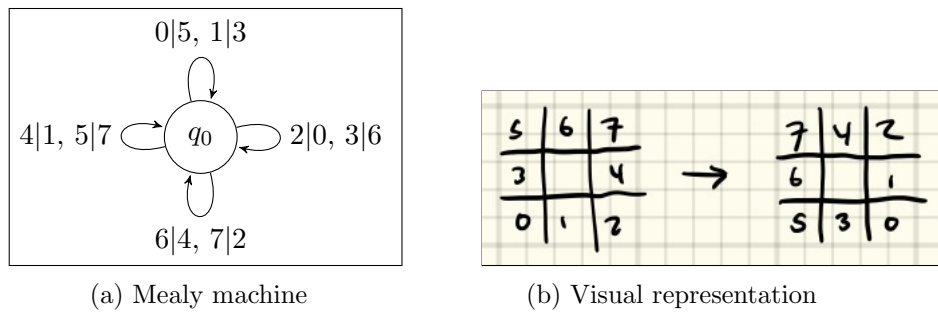 0|5, 1|3
4|1, 5|7 q₀ 2|0, 3|6
6|4, 7|2
(a) Mealy machine
5 6 7 7 4 2
3 4 → 6 1
0 1 2 5 3 0
(b) Visual representation